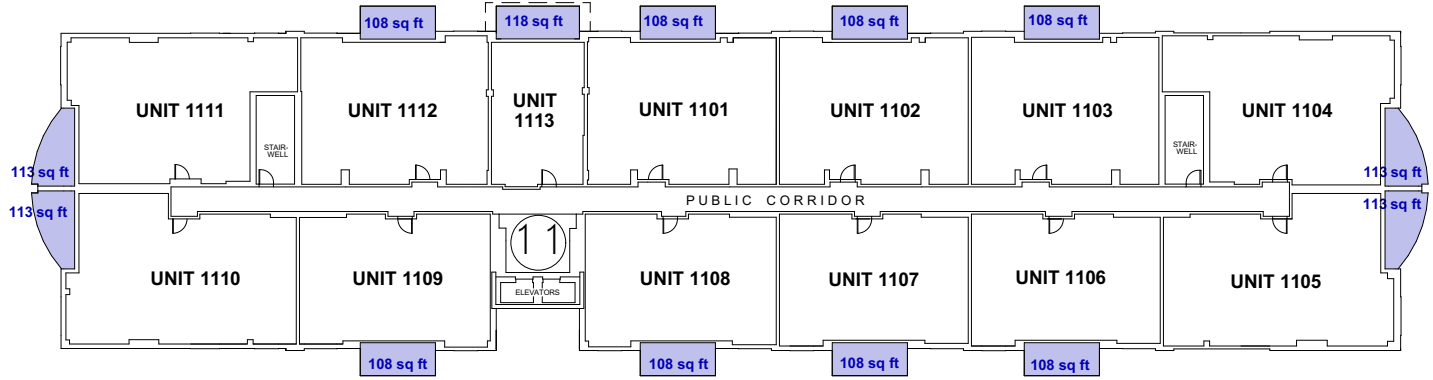 108 sq ft
118 sq ft
108 sq ft
108 sq ft
108 sq ft
UNIT 1111
UNIT 1112
UNIT
1113
UNIT 1101
UNIT 1102
UNIT 1103
UNIT 1104
STAIR-
WELL
STAIR-
WELL
113 sq ft
113 sq ft
PUBLIC CORRIDOR
113 sq ft
113 sq ft
11
UNIT 1110
UNIT 1109
UNIT 1108
UNIT 1107
UNIT 1106
UNIT 1105
ELEVATORS
108 sq ft
108 sq ft
108 sq ft
108 sq ft